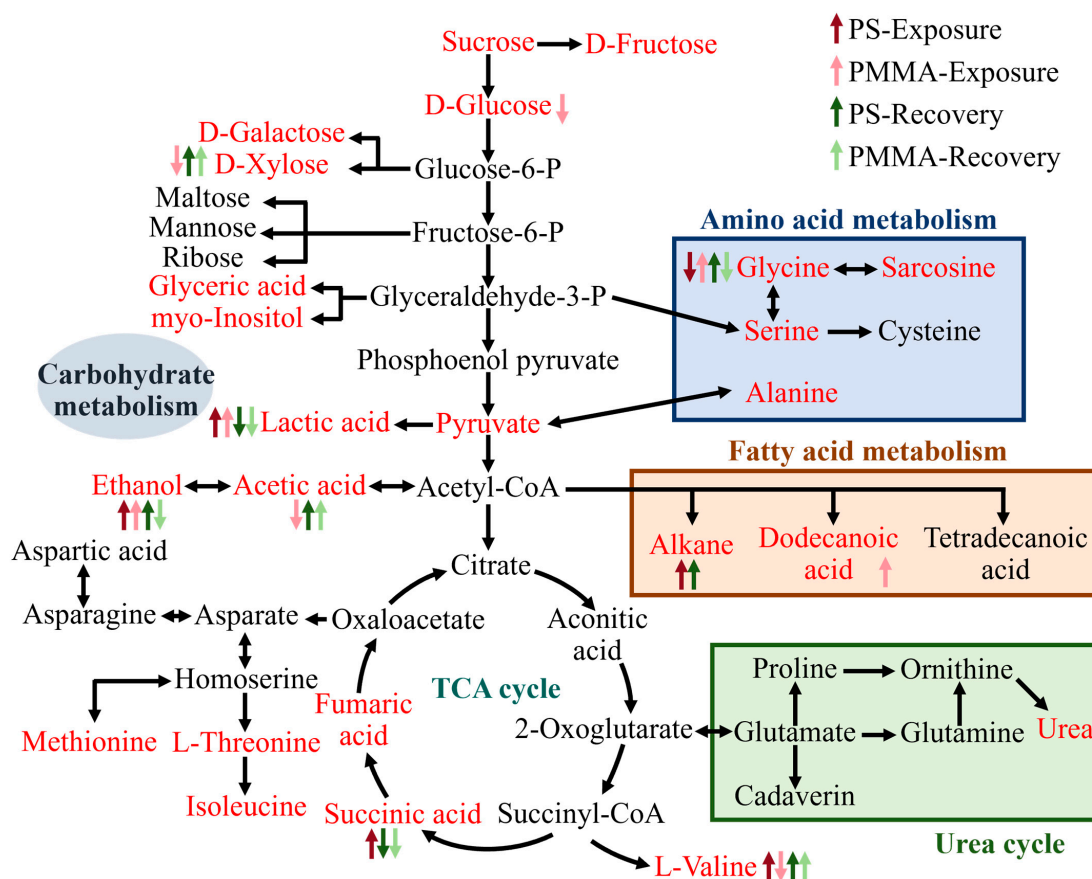 Sucrose
D-Fructose
PS-Exposure
PMMA-Exposure
PS-Recovery
PMMA-Recovery
D-Glucose
D-Galactose
D-Xylose
Glucose-6-P
Maltose
Mannose
Ribose
Fructose-6-P
Glyceric acid
myo-Inositol
Glyceraldehyde-3-P
Amino acid metabolism
Glycine
Sarcosine
Serine
Cysteine
Alanine
Phosphoenol pyruvate
Carbohydrate
metabolism
Lactic acid
Pyruvate
Fatty acid metabolism
Ethanol
Acetic acid
Acetyl-CoA
Alkane
Dodecanoic
acid
Tetradecanoic
acid
Aspartic acid
Asparagine
Asparate
Oxaloacetate
Citrate
Aconitic
acid
Homoserine
TCA cycle
Fumaric
acid
2-Oxoglutarate
Proline
Ornithine
Glutamate
Glutamine
Urea
Cadaverin
Urea cycle
Methionine
L-Threonine
Isoleucine
Succinic acid
Succinyl-CoA
L-Valine